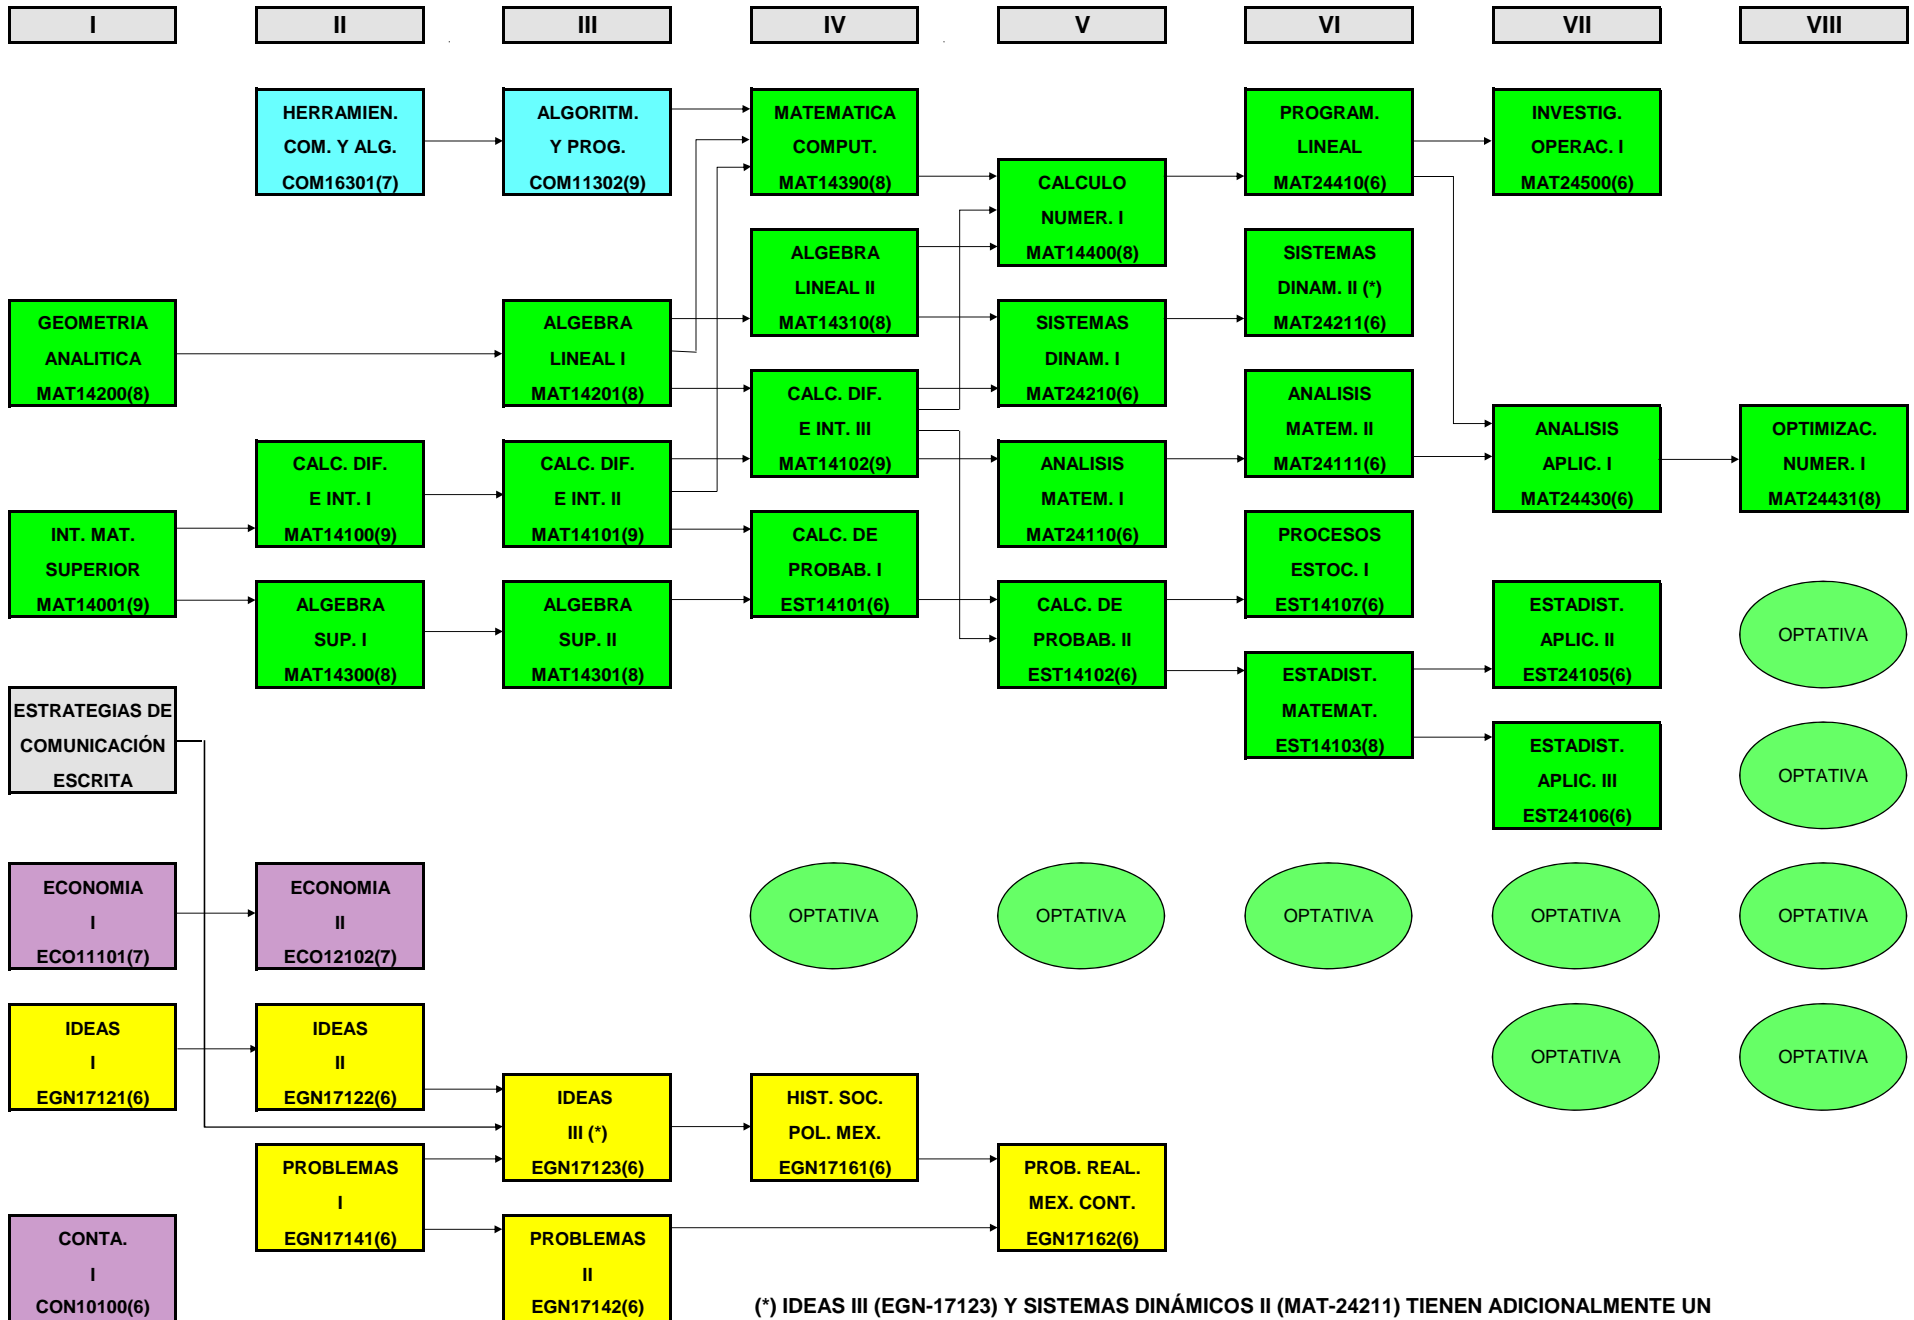 I
II
III
IV
V
VI
VII
VIII
HERRAMIEN.
COM. Y ALG.
COM16301(7)
ALGORITM.
Y PROG.
COM11302(9)
MATEMATICA
COMPUT.
MAT14390(8)
PROGRAM.
LINEAL
MAT24410(6)
INVESTIG.
OPERAC. I
MAT24500(6)
CALCULO
NUMER. I
MAT14400(8)
ALGEBRA
LINEAL II
MAT14310(8)
SISTEMAS
DINAM. II (*)
MAT24211(6)
GEOMETRIA
ANALITICA
MAT14200(8)
ALGEBRA
LINEAL I
MAT14201(8)
SISTEMAS
DINAM. I
MAT24210(6)
CALC. DIF.
E INT. III
MAT14102(9)
ANALISIS
MATEM. II
MAT24111(6)
ANALISIS
APLIC. I
MAT24430(6)
OPTIMIZAC.
NUMER. I
MAT24431(8)
CALC. DIF.
E INT. I
MAT14100(9)
CALC. DIF.
E INT. II
MAT14101(9)
ANALISIS
MATEM. I
MAT24110(6)
INT. MAT.
SUPERIOR
MAT14001(9)
CALC. DE
PROBAB. I
EST14101(6)
PROCESOS
ESTOC. I
EST14107(6)
ALGEBRA
SUP. I
MAT14300(8)
ALGEBRA
SUP. II
MAT14301(8)
CALC. DE
PROBAB. II
EST14102(6)
ESTADIST.
APLIC. II
EST24105(6)
OPTATIVA
ESTADIST.
MATEMAT.
EST14103(8)
ESTRATEGIAS DE
COMUNICACIÓN
ESCRITA
ESTADIST.
APLIC. III
EST24106(6)
OPTATIVA
ECONOMIA
I
ECO11101(7)
ECONOMIA
II
ECO12102(7)
OPTATIVA
OPTATIVA
OPTATIVA
OPTATIVA
OPTATIVA
IDEAS
I
EGN17121(6)
IDEAS
II
EGN17122(6)
OPTATIVA
OPTATIVA
IDEAS
III (*)
EGN17123(6)
HIST. SOC.
POL. MEX.
EGN17161(6)
PROBLEMAS
I
EGN17141(6)
PROB. REAL.
MEX. CONT.
EGN17162(6)
CONTA.
I
CON10100(6)
PROBLEMAS
II
EGN17142(6)
(*) IDEAS III (EGN-17123) Y SISTEMAS DINÁMICOS II (MAT-24211) TIENEN ADICIONALMENTE UN